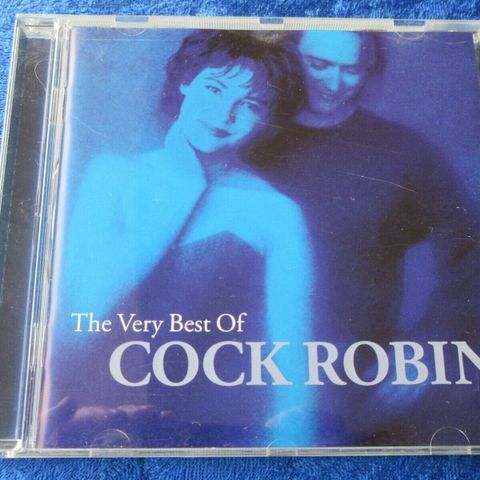 The Very Best Of
COCK ROBIN